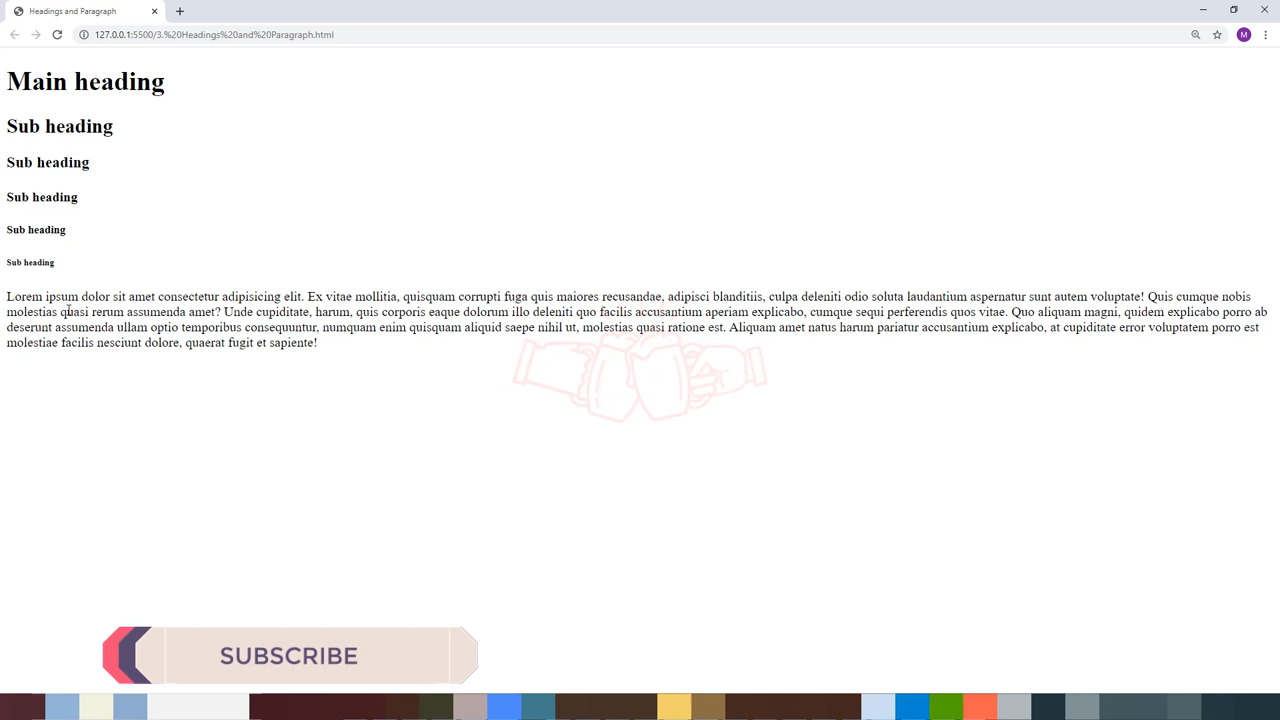 Headings and Paragraph
127.0.0.1:5500/3.%20Headings%20and%20Paragraph.html
M
Main heading
Sub heading
Sub heading
Sub heading
Sub heading
Sub heading
Lorem ipsum dolor sit amet consectetur adipisicing elit. Ex vitae mollitia, quisquam corrupti fuga quis maiores recusandae, adipisci blanditiis, culpa deleniti odio soluta laudantium aspernatur sunt autem voluptate! Quis cumque nobis
molestias quasi rerum assumenda amet? Unde cupiditate, harum, quis corporis eaque dolorum illo deleniti quo facilis accusantium aperiam explicabo, cumque sequi perferendis quos vitae. Quo aliquam magni, quidem explicabo porro ab
deserunt assumenda ullam optio temporibus consequuntur, numquam enim quisquam aliquid saepe nihil ut, molestias quasi ratione est. Aliquam amet natus harum pariatur accusantium explicabo, at cupiditate error voluptatem porro est
molestiae facilis nesciunt dolore, quaerat fugit et sapiente!
SUBSCRIBE